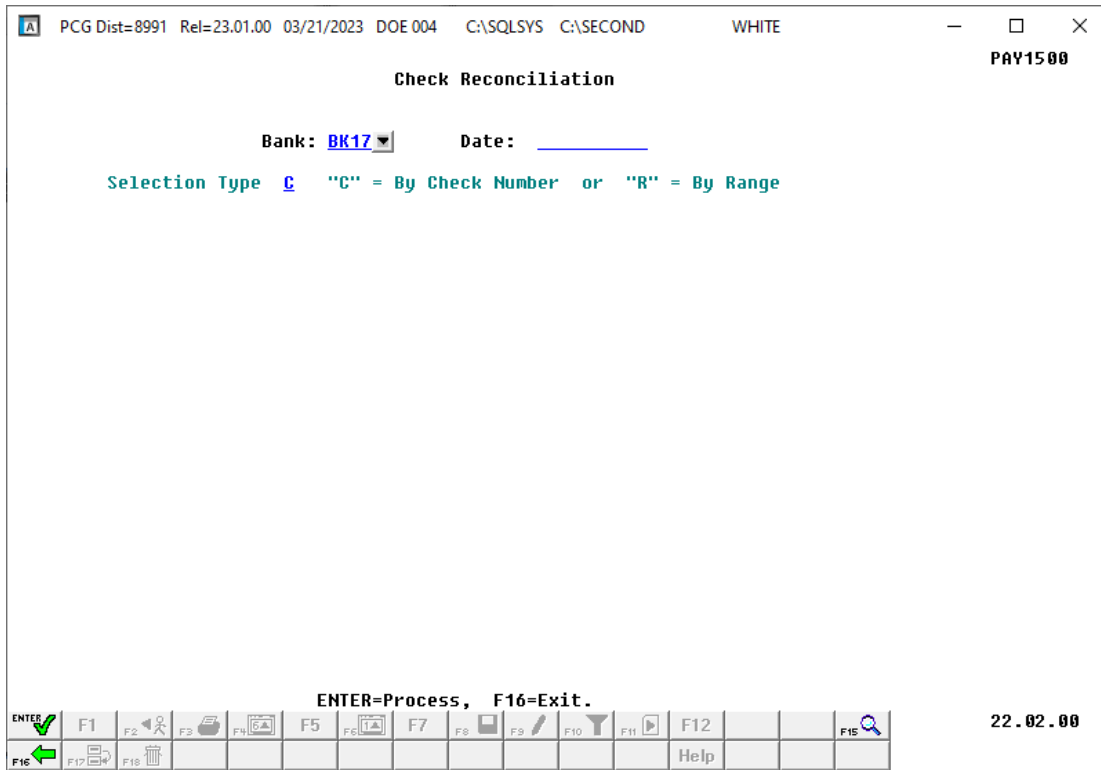 A PCG Dist=8991 Rel=23.01.00 03/21/2023 DOE 004 C:\SQLSYS C:\SECOND WHITE
PAY1500
Check Reconciliation
Bank: BK17 Date:
Selection Type C "C" = By Check Number or "R" = By Range
ENTER=Process, F16=Exit.
ENTER F1 F2 F3 F4 6 F5 F6 1 F7 F8 F9 F10 F11 F12 F15
22.02.00
F16 F17 F18 Help